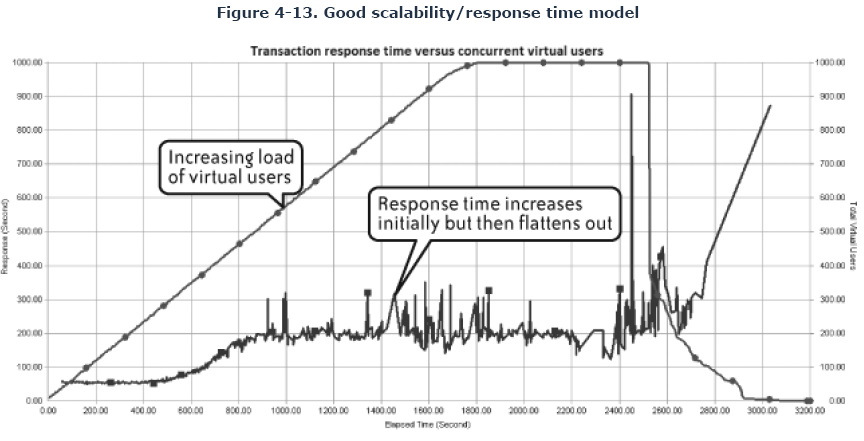 Figure 4-13. Good scalability/response time model
Transaction response time versus concurrent virtual users
1000.00
900.00
800.00
700.00
600.00
500.00
400.00
300.00
200.00
100.00
0.00
Response (Second)
Increasing load
of virtual users
Response time increases
initially but then flattens out
1000.00
900.00
800.00
700.00
600.00
500.00
400.00
300.00
200.00
100.00
0.00
Total Virtual Users
0.00 200.00 400.00 600.00 800.00 1000.00 1200.00 1400.00 1600.00 1800.00 2000.00 2200.00 2400.00 2600.00 2800.00 3000.00 3200.00
Elapsed Time (Second)